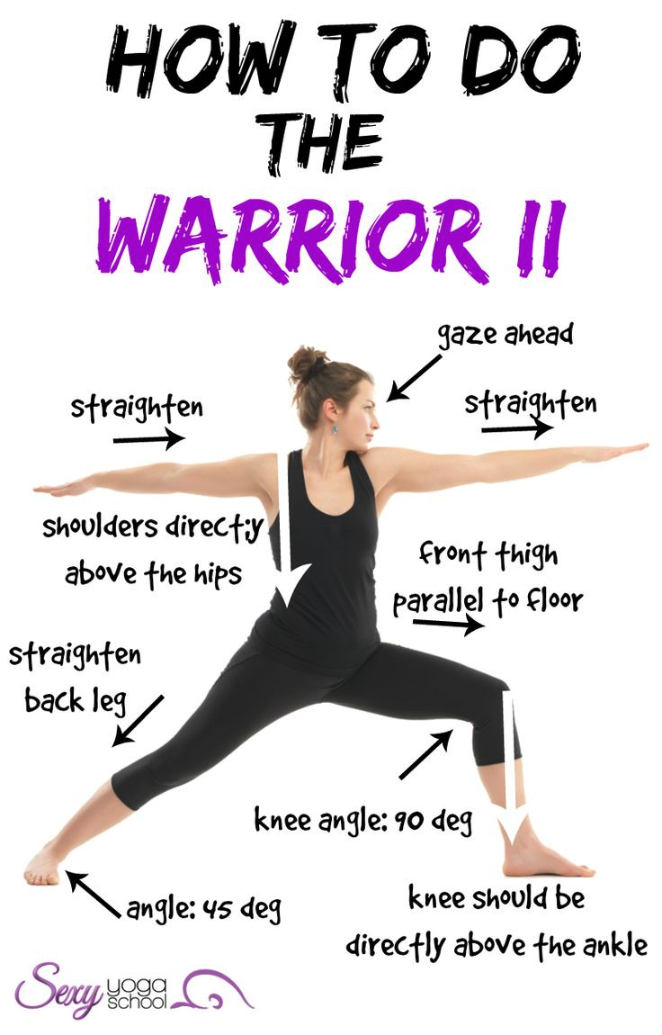 HOW TO DO
THE
WARRIOR II
gaze ahead
straighten
straighten
shoulders directy
above the hips
front thigh
parallel to floor
straighten
back leg
knee angle: 90 deg
angle: 45 deg
knee should be
directly above the ankle
Sexy yoga
school